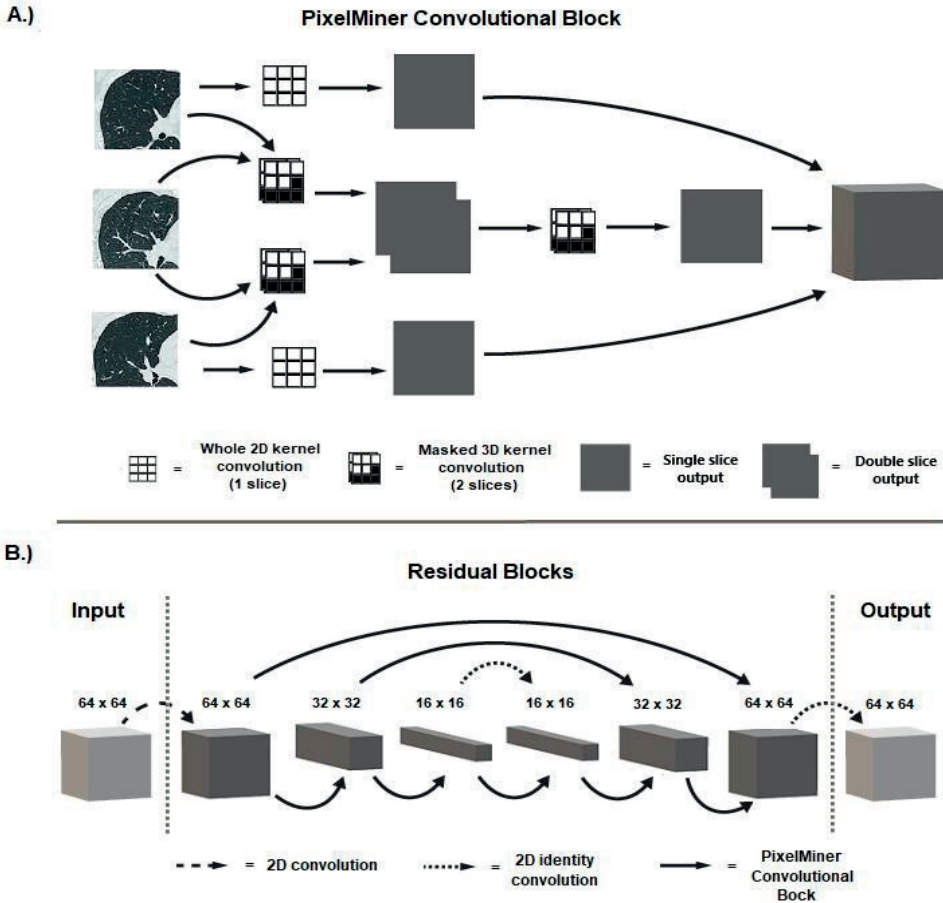 A.)
PixelMiner Convolutional Block
= Whole 2D kernel convolution (1 slice)
= Masked 3D kernel convolution (2 slices)
= Single slice output
= Double slice output
B.)
Residual Blocks
Input
Output
64 x 64
64 x 64
32 x 32
16 x 16
16 x 16
32 x 32
64 x 64
64 x 64
= 2D convolution
= 2D identity convolution
= PixelMiner Convolutional Bock